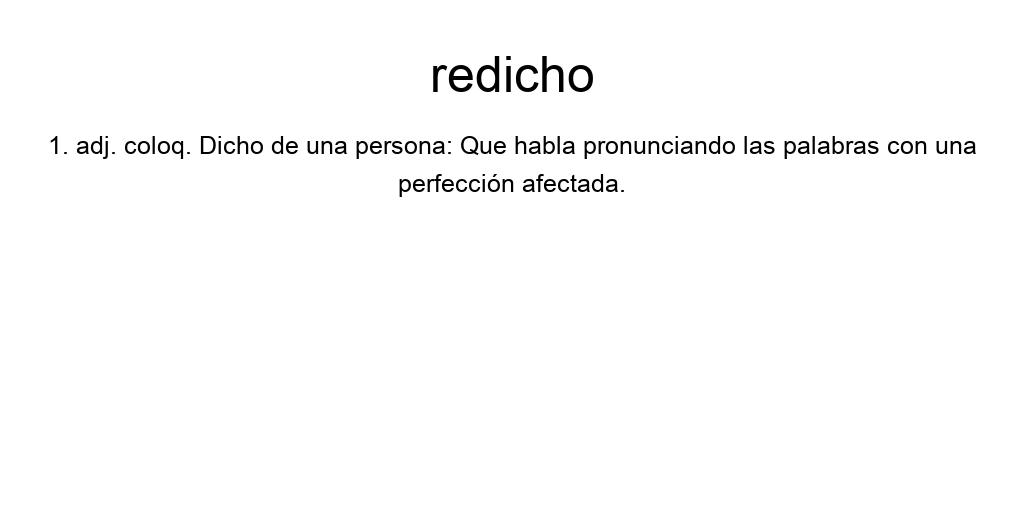 redicho
1. adj. coloq. Dicho de una persona: Que habla pronunciando las palabras con una
perfección afectada.